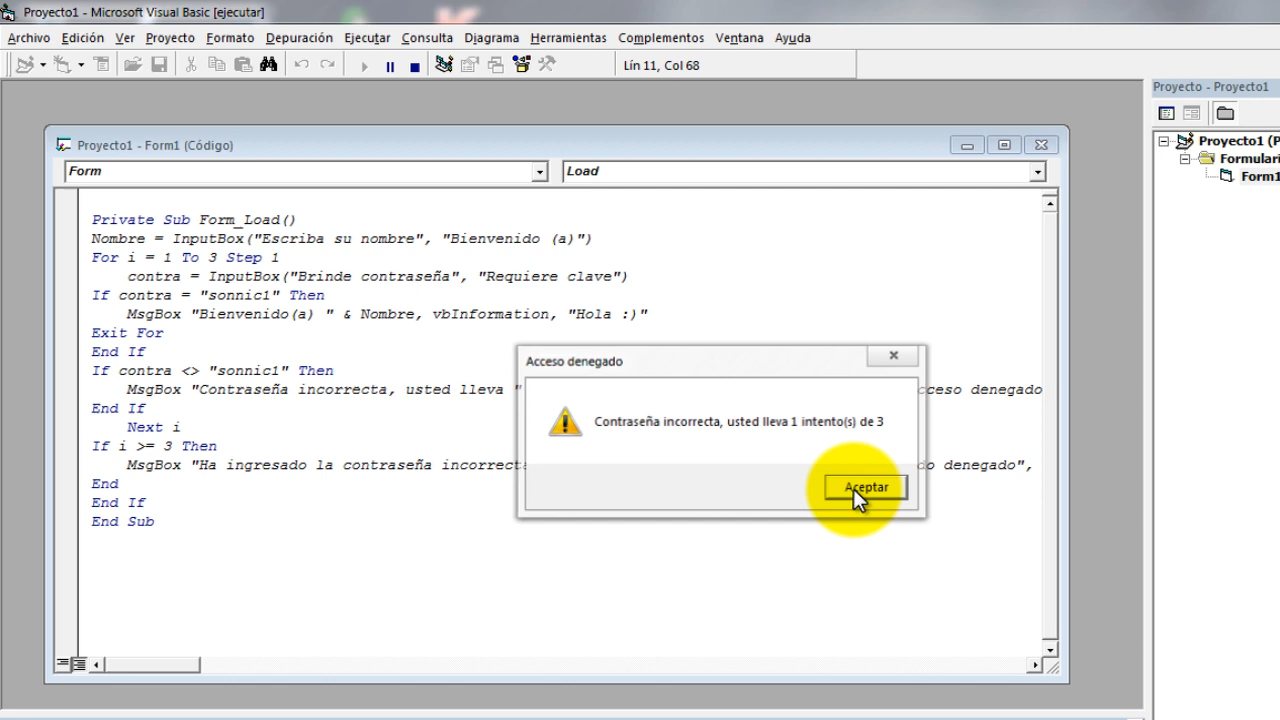 Proyecto1 - Microsoft Visual Basic [ejecutar]
Archivo Edición Ver Proyecto Formato Depuración Ejecutar Consulta Diagrama Herramientas Complementos Ventana Ayuda
Lín 11, Col 68
Proyecto - Proyecto1
Proyecto1 (P
Formulari
Form1
Proyecto1 - Form1 (Código)
Form Load
Private Sub Form_Load()
Nombre = InputBox("Escriba su nombre", "Bienvenido (a)")
For i = 1 To 3 Step 1
contra = InputBox("Brinde contraseña", "Requiere clave")
If contra = "sonnic1" Then
MsgBox "Bienvenido(a) " & Nombre, vbInformation, "Hola :)"
Exit For
End If
If contra <> "sonnic1" Then
MsgBox "Contraseña incorrecta, usted lleva " cceso denegado
End If
Next i
If i >= 3 Then
MsgBox "Ha ingresado la contraseña incorrect do denegado",
End
End If
End Sub
Acceso denegado
Contraseña incorrecta, usted lleva 1 intento(s) de 3
Aceptar